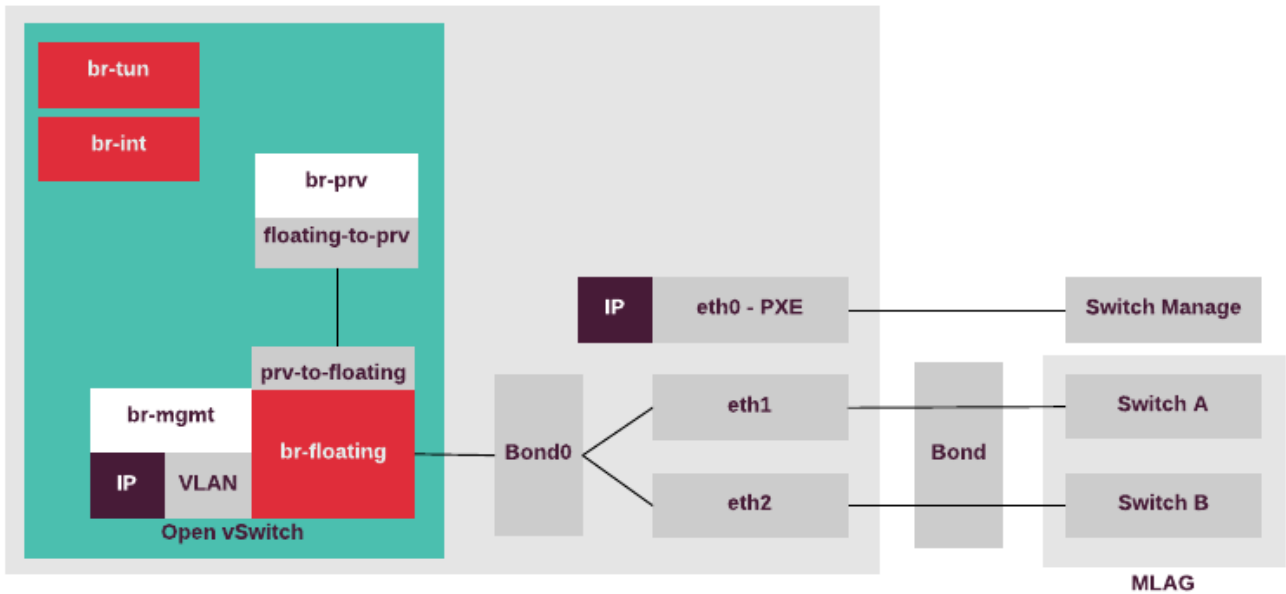 br-tun
br-int
br-prv
floating-to-prv
IP
eth0 - PXE
Switch Manage
prv-to-floating
br-mgmt
br-floating
IP
VLAN
Open vSwitch
Bond0
eth1
eth2
Bond
Switch A
Switch B
MLAG